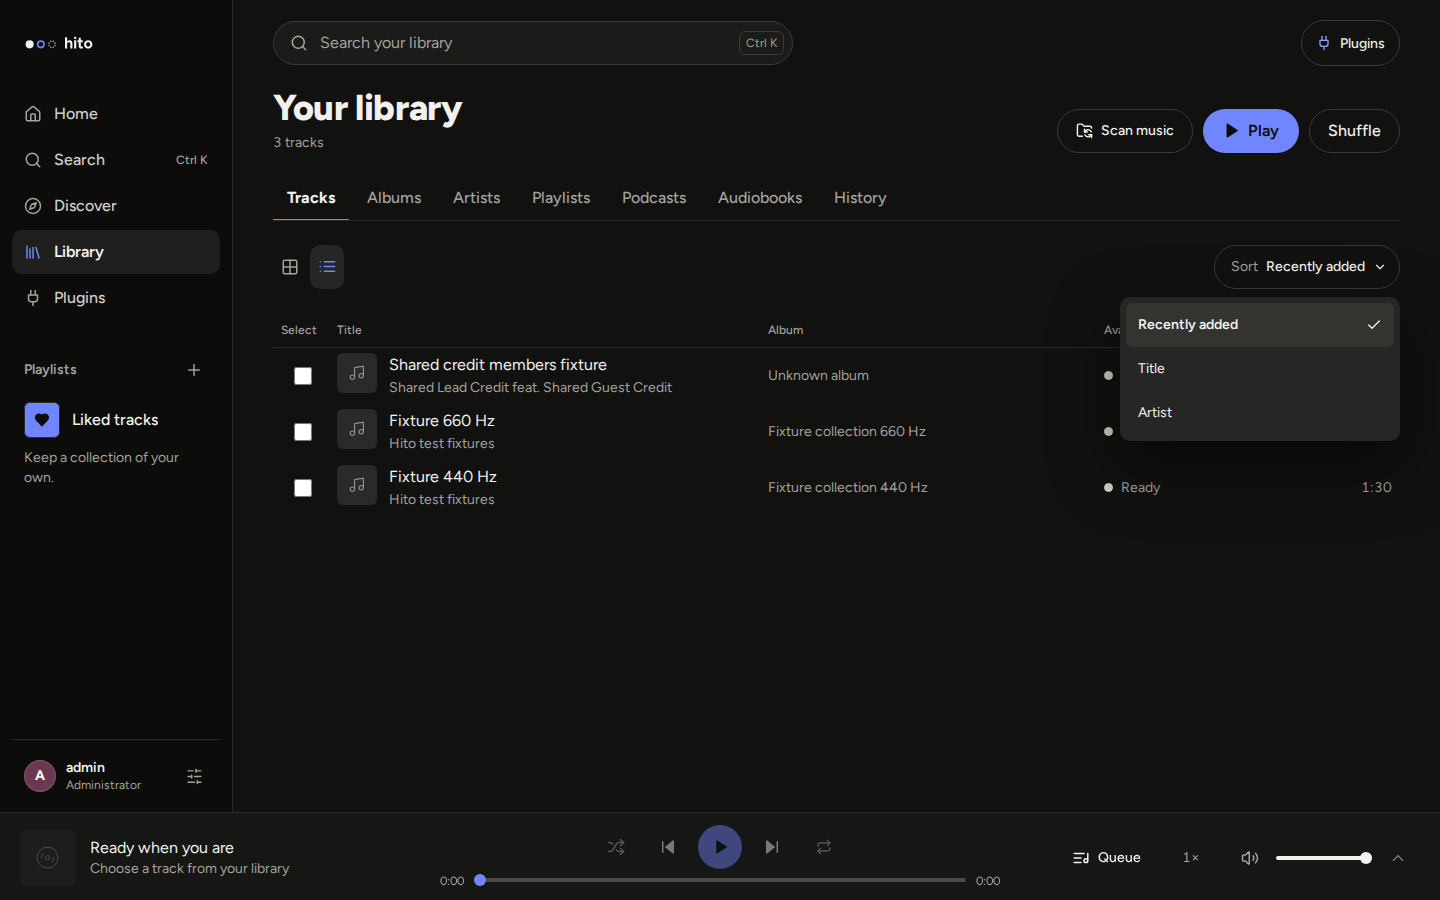 hito
Search your library
Ctrl K
Plugins
Home
Search
Ctrl K
Discover
Library
Plugins
Playlists
Liked tracks
Keep a collection of your
own.
admin
Administrator
A
Your library
3 tracks
Scan music
Play
Shuffle
Tracks
Albums
Artists
Playlists
Podcasts
Audiobooks
History
Sort Recently added
Recently added
Title
Artist
Select
Title
Album
Shared credit members fixture
Shared Lead Credit feat. Shared Guest Credit
Unknown album
Fixture 660 Hz
Hito test fixtures
Fixture collection 660 Hz
Fixture 440 Hz
Hito test fixtures
Fixture collection 440 Hz
Ready
1:30
Ready when you are
Choose a track from your library
0:00
0:00
Queue
1×